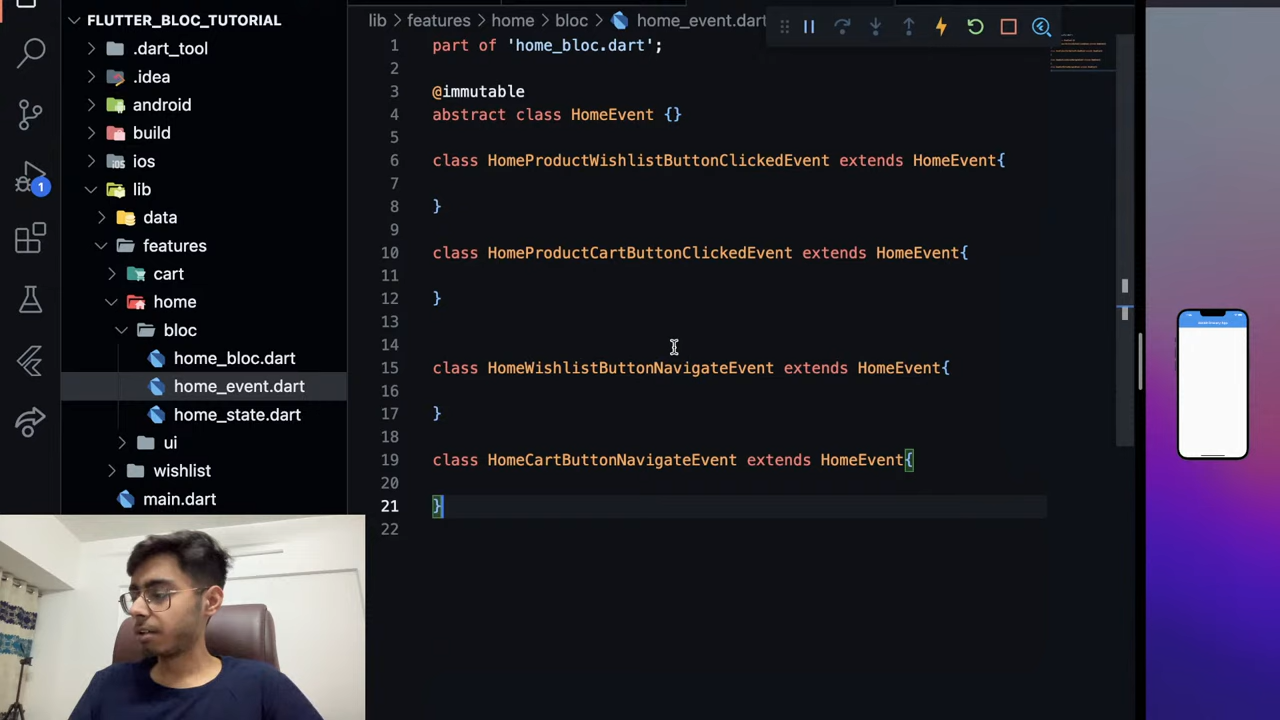 FLUTTER_BLOC_TUTORIAL
.dart_tool
.idea
android
build
ios
lib
data
features
cart
home
bloc
home_bloc.dart
home_event.dart
home_state.dart
ui
wishlist
main.dart
1
lib > features > home > bloc > home_event.dart
1 part of 'home_bloc.dart';
2
3 @immutable
4 abstract class HomeEvent {}
5
6 class HomeProductWishlistButtonClickedEvent extends HomeEvent{
7
8 }
9
10 class HomeProductCartButtonClickedEvent extends HomeEvent{
11
12 }
13
14
15 class HomeWishlistButtonNavigateEvent extends HomeEvent{
16
17 }
18
19 class HomeCartButtonNavigateEvent extends HomeEvent{
20
21 }
22